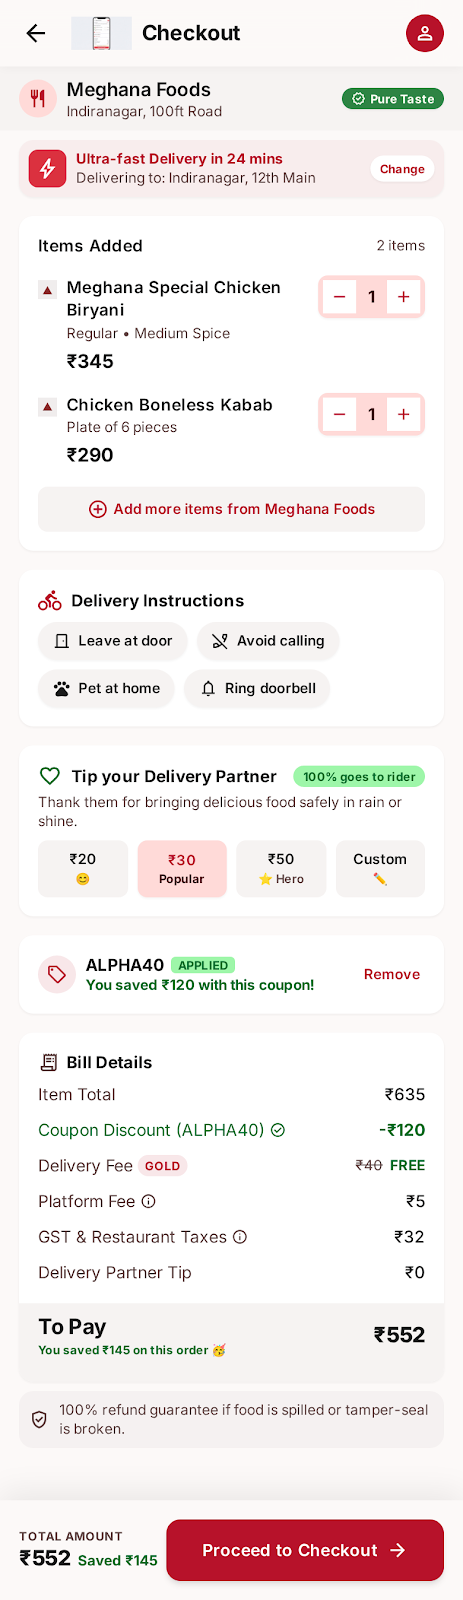 Checkout
Meghana Foods
Indiranagar, 100ft Road
Pure Taste
Ultra-fast Delivery in 24 mins
Delivering to: Indiranagar, 12th Main
Change
Items Added
2 items
Meghana Special Chicken
Biryani
Regular • Medium Spice
₹345
− 1 +
Chicken Boneless Kabab
Plate of 6 pieces
₹290
− 1 +
Add more items from Meghana Foods
Delivery Instructions
Leave at door
Avoid calling
Pet at home
Ring doorbell
Tip your Delivery Partner
100% goes to rider
Thank them for bringing delicious food safely in rain or
shine.
₹20
😊
₹30
Popular
₹50
⭐ Hero
Custom
✏️
ALPHA40 APPLIED
You saved ₹120 with this coupon!
Remove
Bill Details
Item Total ₹635
Coupon Discount (ALPHA40) -₹120
Delivery Fee GOLD ₹40 FREE
Platform Fee ₹5
GST & Restaurant Taxes ₹32
Delivery Partner Tip ₹0
To Pay ₹552
You saved ₹145 on this order 🥳
100% refund guarantee if food is spilled or tamper-seal
is broken.
TOTAL AMOUNT
₹552 Saved ₹145
Proceed to Checkout →